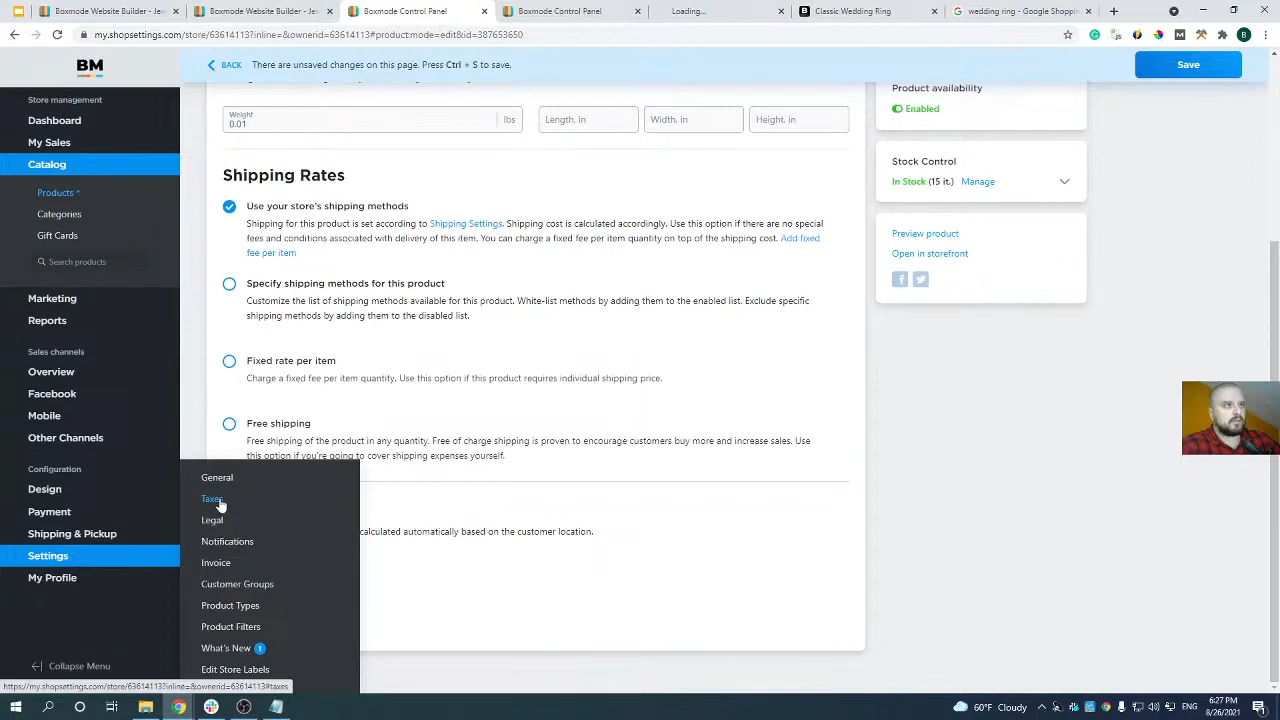 Boxmode Website Builder - Jew
Boxmode Website Builder - Jew
Boxmode Control Panel
Boxmode Control Panel
Loading...
Classic Wedding Ring
wedding ring - Google Shopping
my.shopsettings.com/store/63614113?inline=&ownerid=63614113#product:mode=edit&id=387653650
BM
BACK
There are unsaved changes on this page. Press Ctrl + S to save.
Save
Store management
Dashboard
My Sales
Catalog
Products *
Categories
Gift Cards
Search products
Marketing
Reports
Sales channels
Overview
Facebook
Mobile
Other Channels
Configuration
Design
Payment
Shipping & Pickup
Settings
My Profile
Collapse Menu
Weight
0.01
lbs
Length, in
Width, in
Height, in
Shipping Rates
Use your store's shipping methods
Shipping for this product is set according to Shipping Settings. Shipping cost is calculated accordingly. Use this option if there are no special
fees and conditions associated with delivery of this item. You can charge a fixed fee per item quantity on top of the shipping cost. Add fixed
fee per item
Specify shipping methods for this product
Customize the list of shipping methods available for this product. White-list methods by adding them to the enabled list. Exclude specific
shipping methods by adding them to the disabled list.
Fixed rate per item
Charge a fixed fee per item quantity. Use this option if this product requires individual shipping price.
Free shipping
Free shipping of the product in any quantity. Free of charge shipping is proven to encourage customers buy more and increase sales. Use
this option if you're going to cover shipping expenses yourself.
calculated automatically based on the customer location.
General
Taxes
Legal
Notifications
Invoice
Customer Groups
Product Types
Product Filters
What's New 1
Edit Store Labels
Product availability
Enabled
Stock Control
In Stock (15 it.) Manage
Preview product
Open in storefront
https://my.shopsettings.com/store/63614113?inline=&ownerid=63614113#taxes
60°F Cloudy
6:27 PM
8/26/2021